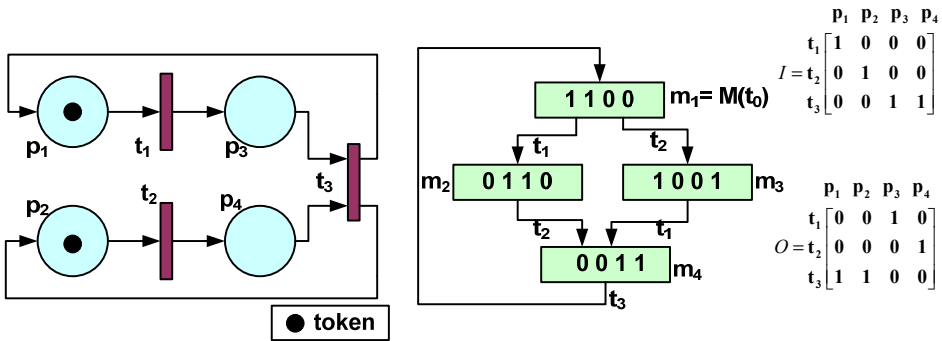 p1 t1 p3
t3
p2 t2 p4
token
1 1 0 0 m1= M(t0)
t1 t2
m2 0 1 1 0 1 0 0 1 m3
t2 t1
0 0 1 1 m4
t3
p1 p2 p3 p4
t1 1 0 0 0
I = t2 0 1 0 0
t3 0 0 1 1
p1 p2 p3 p4
t1 0 0 1 0
O = t2 0 0 0 1
t3 1 1 0 0